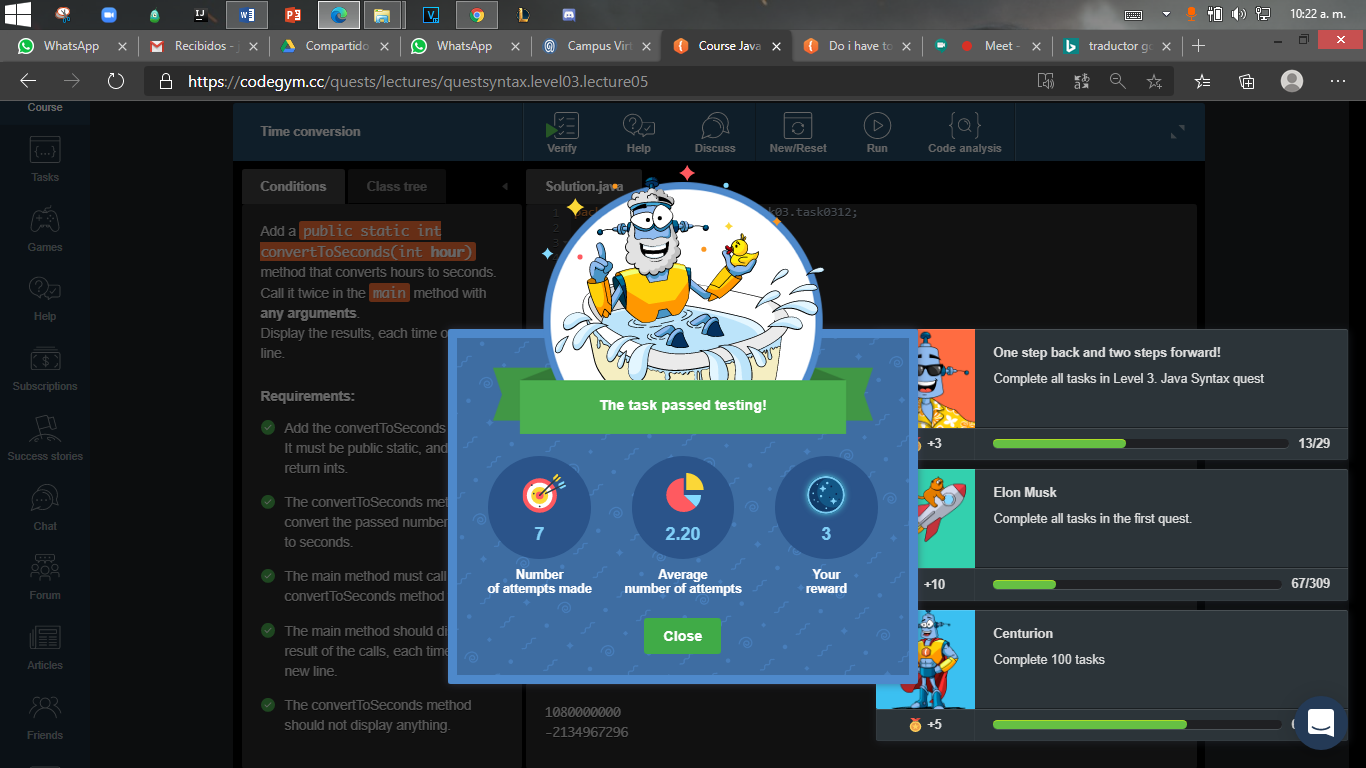 10:22 a. m.
WhatsApp
Recibidos - j
Compartido
WhatsApp
Campus Virt
Course Java
Do i have to
Meet -
traductor go
https://codegym.cc/quests/lectures/questsyntax.level03.lecture05
Course
Tasks
Games
Help
Subscriptions
Success stories
Chat
Forum
Articles
Friends
Time conversion
Verify
Help
Discuss
New/Reset
Run
Code analysis
Conditions
Class tree
Solution.java
Add a public static int
convertToSeconds(int hour)
method that converts hours to seconds.
Call it twice in the main method with
any arguments.
Display the results, each time o
line.
Requirements:
Add the convertToSeconds
It must be public static, and
return ints.
The convertToSeconds met
convert the passed number
to seconds.
The main method must call
convertToSeconds method
The main method should di
result of the calls, each time
new line.
The convertToSeconds method
should not display anything.
1 pac k03.task0312;
2
3
The task passed testing!
7
Number
of attempts made
2.20
Average
number of attempts
3
Your
reward
Close
1080000000
-2134967296
One step back and two steps forward!
Complete all tasks in Level 3. Java Syntax quest
+3
13/29
Elon Musk
Complete all tasks in the first quest.
+10
67/309
Centurion
Complete 100 tasks
+5